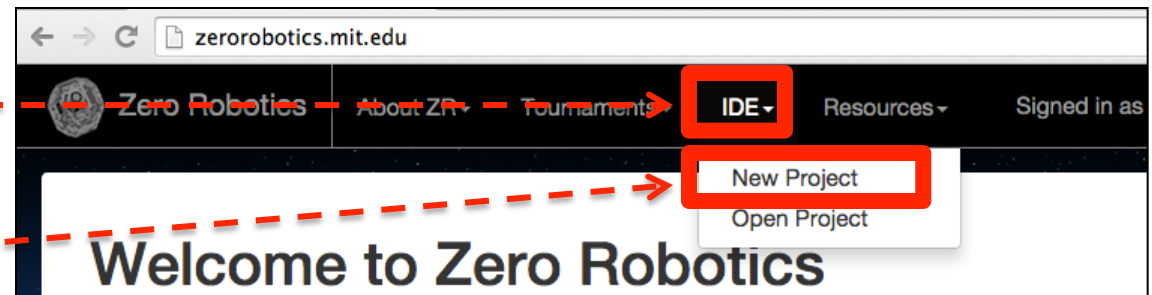 zerorobotics.mit.edu
Zero Robotics About ZR Tournaments IDE Resources Signed in as
New Project
Open Project
Welcome to Zero Robotics